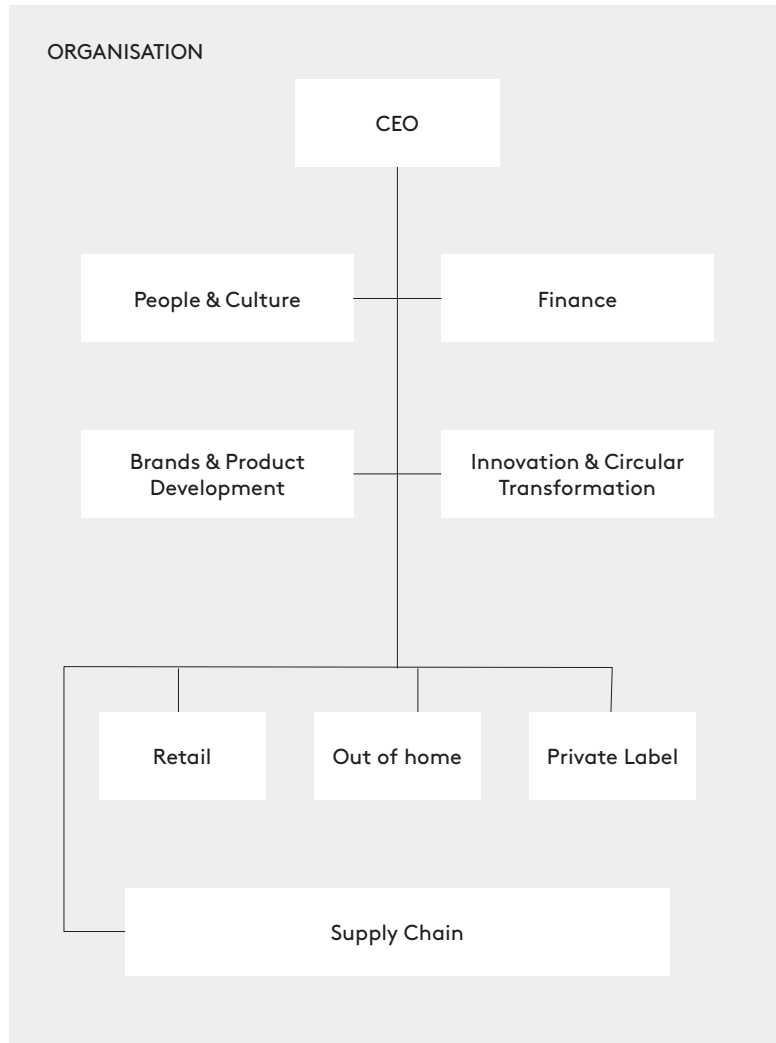 ORGANISATION
CEO
People & Culture
Finance
Brands & Product
Development
Innovation & Circular
Transformation
Retail
Out of home
Private Label
Supply Chain